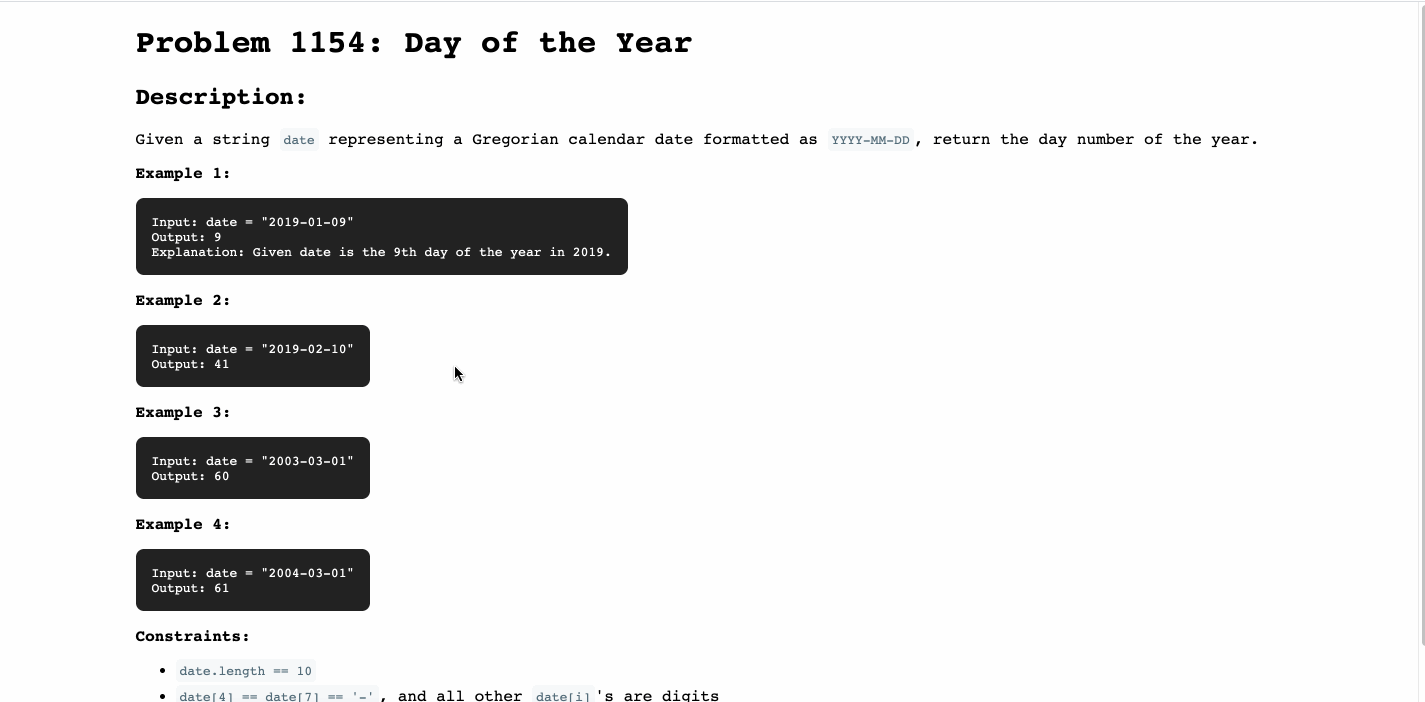 Problem 1154: Day of the Year
Description:
Given a string date representing a Gregorian calendar date formatted as YYYY-MM-DD, return the day number of the year.
Example 1:
Input: date = "2019-01-09"
Output: 9
Explanation: Given date is the 9th day of the year in 2019.
Example 2:
Input: date = "2019-02-10"
Output: 41
Example 3:
Input: date = "2003-03-01"
Output: 60
Example 4:
Input: date = "2004-03-01"
Output: 61
Constraints:
• date.length == 10
• date[4] == date[7] == '-', and all other date[i]'s are digits